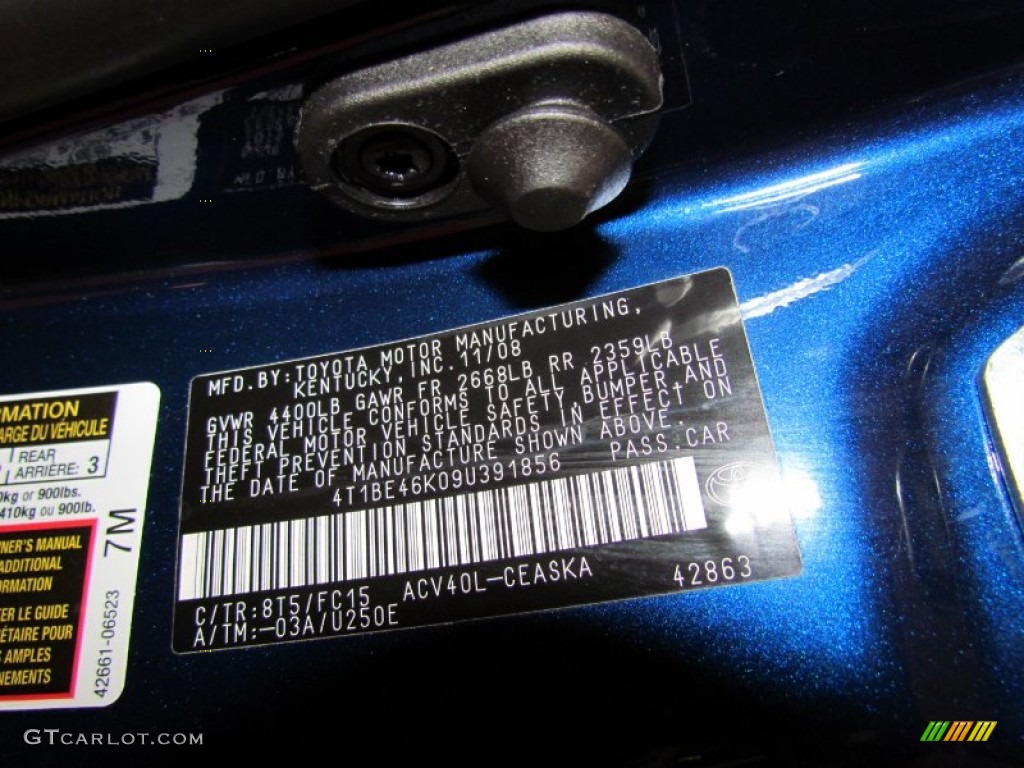 MFD. BY: TOYOTA MOTOR MANUFACTURING,
KENTUCKY, INC. 11/08
GVWR 4400LB GAWR FR 2668LB RR 2359LB
THIS VEHICLE CONFORMS TO ALL APPLICABLE
FEDERAL MOTOR VEHICLE SAFETY, BUMPER, AND
THEFT PREVENTION STANDARDS IN EFFECT ON
THE DATE OF MANUFACTURE SHOWN ABOVE.
4T1BE46K09U391856 PASS. CAR
C/TR:8T5/FC15 ACV40L-CEASKA 42863
A/TM:-03A/U250E
RMATION
ARGE DU VÉHICULE
REAR
ARRIÈRE: 3
0kg or 900lbs.
410kg ou 900lb.
NER'S MANUAL
ADDITIONAL
FORMATION
ER LE GUIDE
ÉTAIRE POUR
S AMPLES
NEMENTS
7M
42661-06523
GTCARLOT.COM